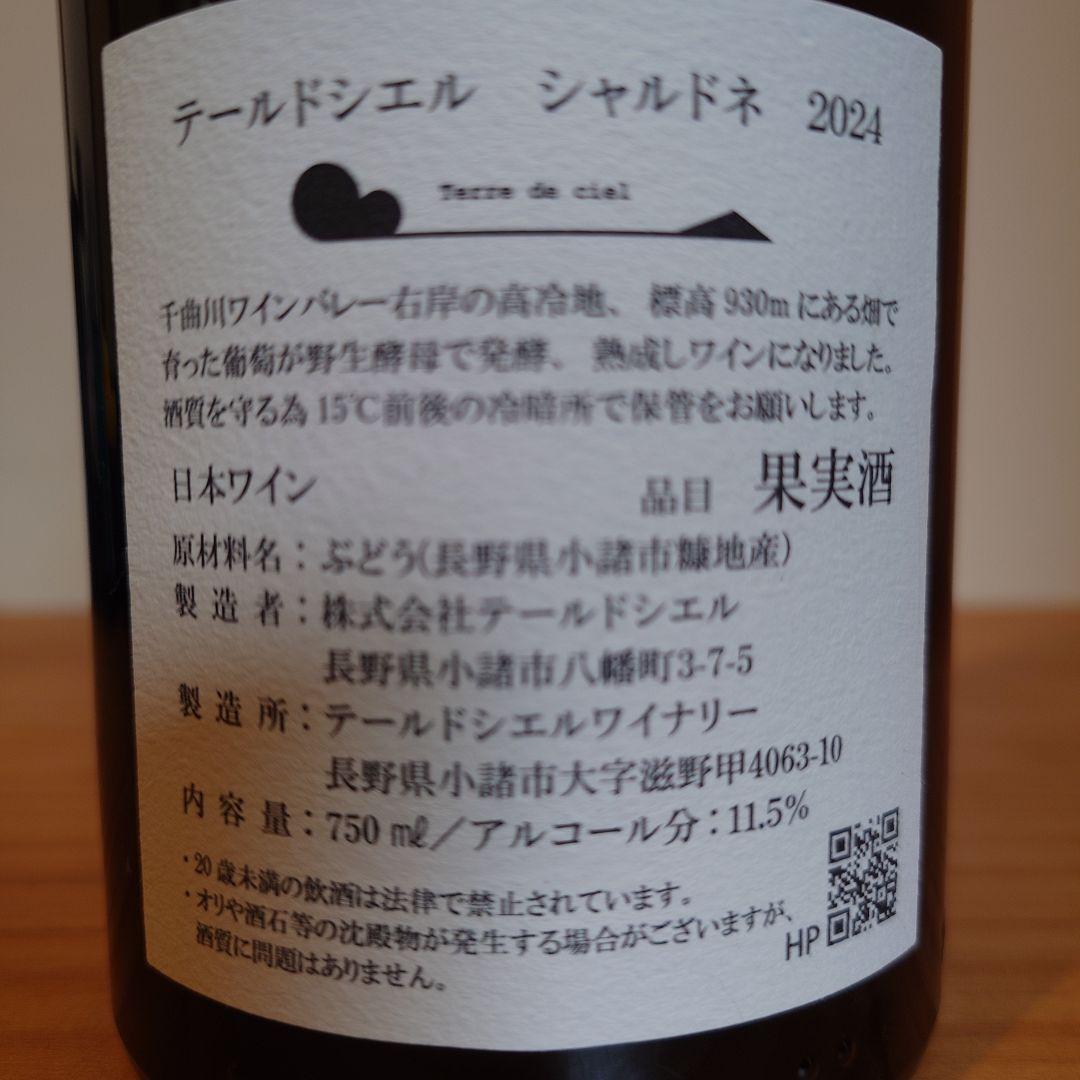 テールドシエル　シャルドネ　2024
Terre de ciel
千曲川ワインバレー右岸の高冷地、標高 930m にある畑で
育った葡萄が野生酵母で発酵、熟成しワインになりました。
酒質を守る為 15℃前後の冷暗所で保管をお願いします。
日本ワイン　品目　果実酒
原材料名：ぶどう(長野県小諸市糠地産)
製造者：株式会社テールドシエル
長野県小諸市八幡町3-7-5
製造所：テールドシエルワイナリー
長野県小諸市大字滋野甲4063-10
内容量：750 ㎖／アルコール分：11.5%
・20 歳未満の飲酒は法律で禁止されています。
・オリや酒石等の沈殿物が発生する場合がございますが、
酒質に問題はありません。
HP